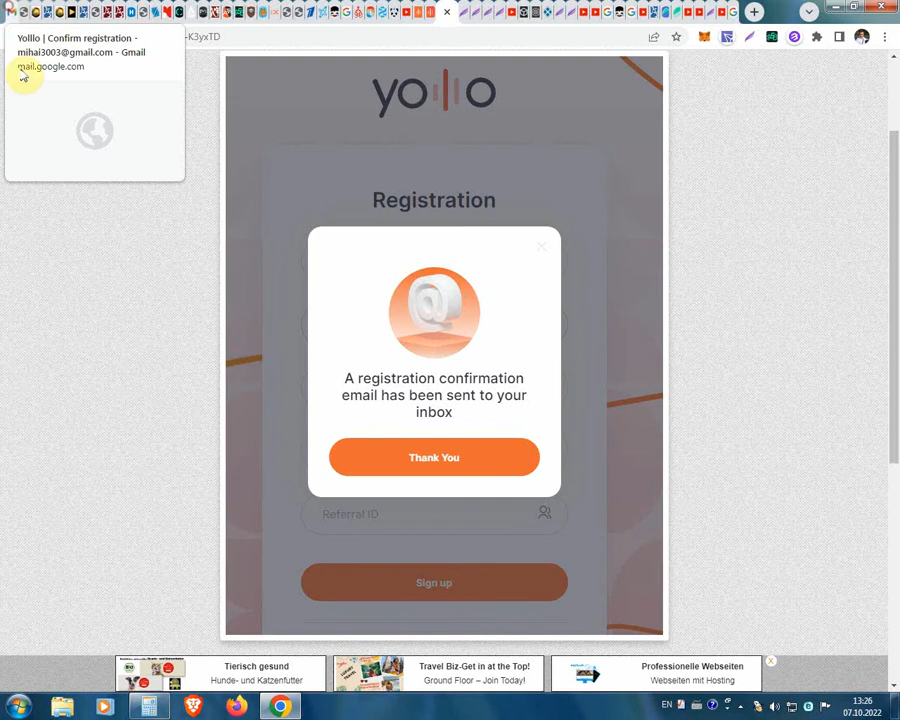 Yolllo | Confirm registration -
mihai3003@gmail.com - Gmail
mail.google.com
-K3yxTD
yollo
Registration
A registration confirmation
email has been sent to your
inbox
Thank You
Referral ID
Sign up
Tierisch gesund
Hunde- und Katzenfutter
Travel Biz-Get in at the Top!
Ground Floor – Join Today!
Professionelle Webseiten
Webseiten mit Hosting
EN
13:26
07.10.2022